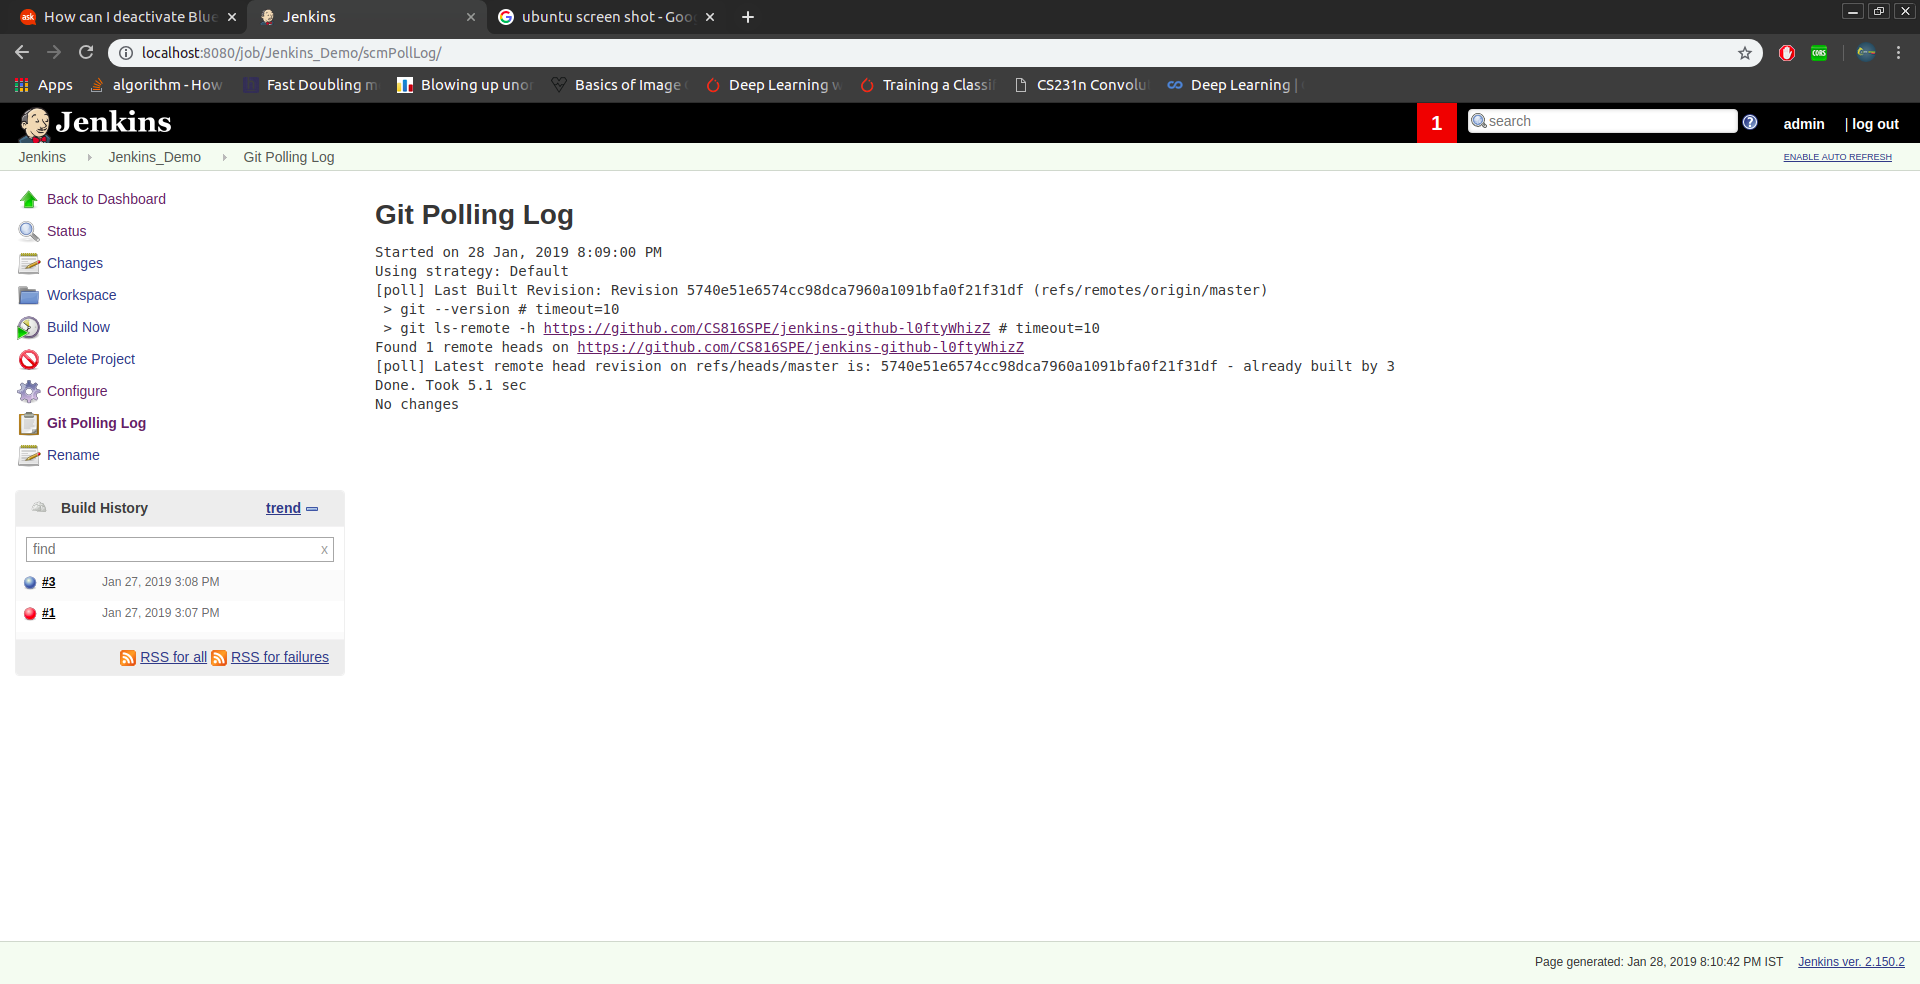 How can I deactivate Blue
Jenkins
ubuntu screen shot - Goo
localhost:8080/job/Jenkins_Demo/scmPollLog/
Apps
algorithm - How
Fast Doubling m
Blowing up unor
Basics of Image
Deep Learning w
Training a Classif
CS231n Convolu
Deep Learning |
Jenkins
1
search
admin
| log out
Jenkins
Jenkins_Demo
Git Polling Log
ENABLE AUTO REFRESH
Back to Dashboard
Status
Changes
Workspace
Build Now
Delete Project
Configure
Git Polling Log
Rename
Build History
trend
find
x
#3 Jan 27, 2019 3:08 PM
#1 Jan 27, 2019 3:07 PM
RSS for all RSS for failures
Git Polling Log
Started on 28 Jan, 2019 8:09:00 PM
Using strategy: Default
[poll] Last Built Revision: Revision 5740e51e6574cc98dca7960a1091bfa0f21f31df (refs/remotes/origin/master)
> git --version # timeout=10
> git ls-remote -h https://github.com/CS816SPE/jenkins-github-l0ftyWhizZ # timeout=10
Found 1 remote heads on https://github.com/CS816SPE/jenkins-github-l0ftyWhizZ
[poll] Latest remote head revision on refs/heads/master is: 5740e51e6574cc98dca7960a1091bfa0f21f31df - already built by 3
Done. Took 5.1 sec
No changes
Page generated: Jan 28, 2019 8:10:42 PM IST
Jenkins ver. 2.150.2